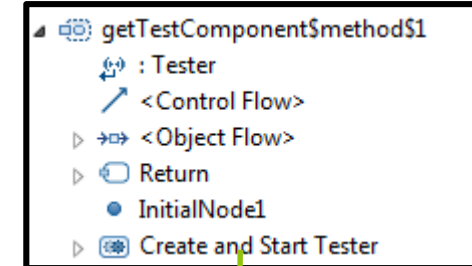 getTestComponent$method$1
: Tester
<Control Flow>
<Object Flow>
Return
InitialNode1
Create and Start Tester